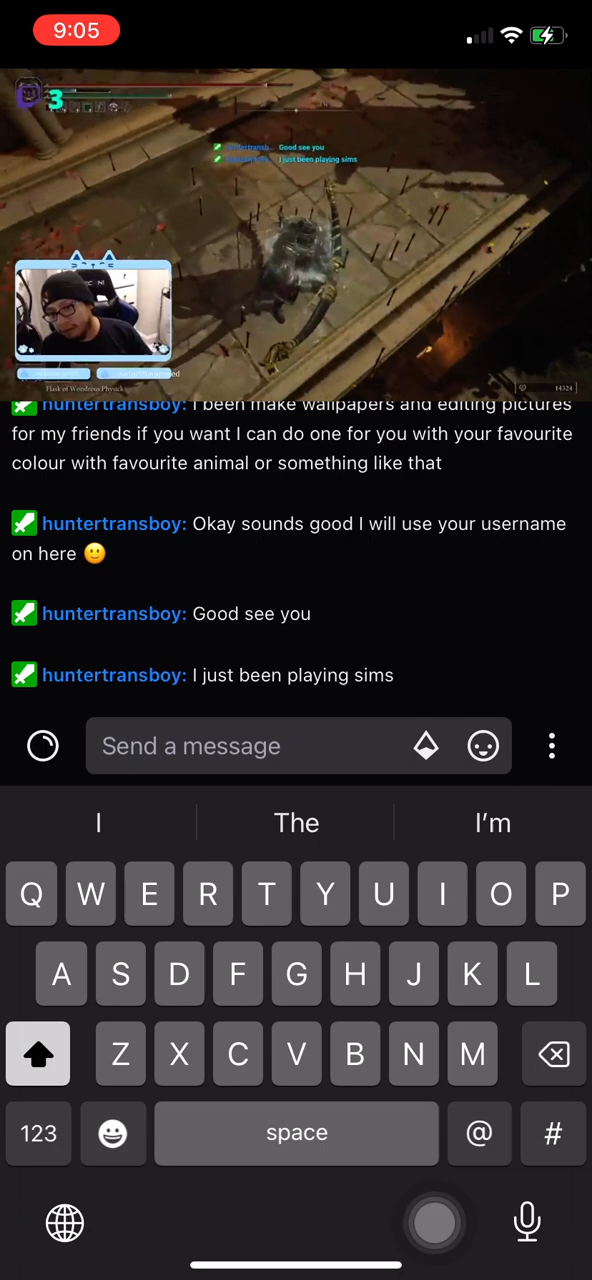 9:05
3
huntertransb... Good see you
I just been playing sims
Flask of Wondrous Physick
14324
huntertransboy: I been make wallpapers and editing pictures
for my friends if you want I can do one for you with your favourite
colour with favourite animal or something like that
huntertransboy: Okay sounds good I will use your username
on here 🙂
huntertransboy: Good see you
huntertransboy: I just been playing sims
Send a message
I The I'm
Q W E R T Y U I O P
A S D F G H J K L
Z X C V B N M
123 space @ #